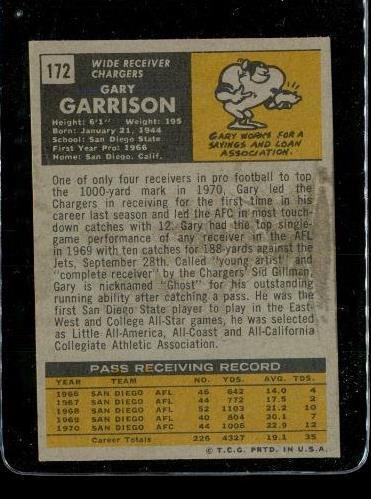 172
WIDE RECEIVER
CHARGERS
GARY
GARRISON
Height: 6'1" Weight: 195
Born: January 21, 1944
School: San Diego State
First Year Pro: 1966
Home: San Diego, Calif.
GARY WORKS FOR A
SAVINGS AND LOAN
ASSOCIATION.
One of only four receivers in pro football to top
the 1000-yard mark in 1970, Gary led the
Chargers in receiving for the first time in his
career last season and led the AFC in most touch-
down catches with 12. Gary had the top single-
game performance of any receiver in the AFL
in 1969 with ten catches for 188 yards against the
Jets, September 28th. Called "young artist" and
"complete receiver" by the Chargers' Sid Gillman,
Gary is nicknamed "Ghost" for his outstanding
running ability after catching a pass. He was the
first San Diego State player to play in the East-
West and College All-Star games, he was selected
as Little All-America, All-Coast and All-California
Collegiate Athletic Association.
PASS RECEIVING RECORD
YEAR TEAM NO. YDS. AVG. TD
1966 SAN DIEGO AFL 46 642 14.0 4
1967 SAN DIEGO AFL 44 772 17.5 2
1968 SAN DIEGO AFL 52 1103 21.2 10
1969 SAN DIEGO AFL 40 804 20.1 7
1970 SAN DIEGO AFC 44 1006 22.9 12
Career Totals 226 4327 19.1 35
© T.C.G. PRTD. IN U.S.A.